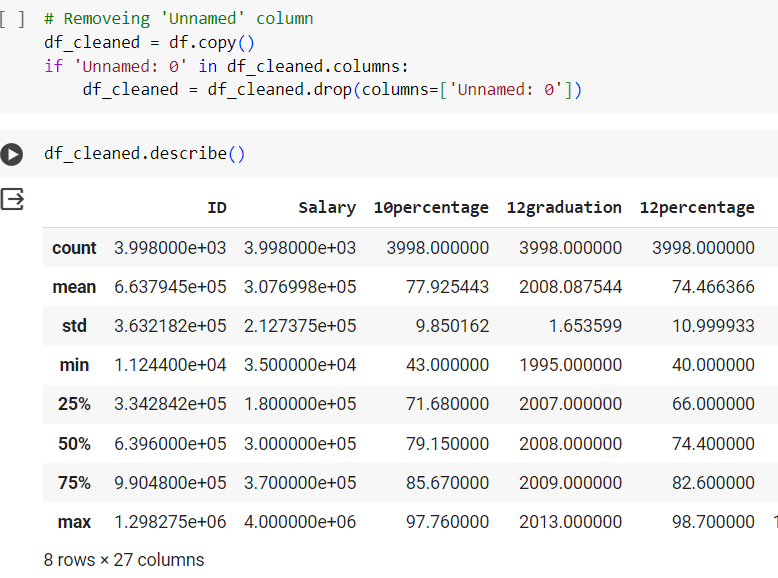 [ ] # Removeing 'Unnamed' column
df_cleaned = df.copy()
if 'Unnamed: 0' in df_cleaned.columns:
    df_cleaned = df_cleaned.drop(columns=['Unnamed: 0'])
df_cleaned.describe()
ID Salary 10percentage 12graduation 12percentage
count 3.998000e+03 3.998000e+03 3998.000000 3998.000000 3998.000000
mean 6.637945e+05 3.076998e+05 77.925443 2008.087544 74.466366
std 3.632182e+05 2.127375e+05 9.850162 1.653599 10.999933
min 1.124400e+04 3.500000e+04 43.000000 1995.000000 40.000000
25% 3.342842e+05 1.800000e+05 71.680000 2007.000000 66.000000
50% 6.396000e+05 3.000000e+05 79.150000 2008.000000 74.400000
75% 9.904800e+05 3.700000e+05 85.670000 2009.000000 82.600000
max 1.298275e+06 4.000000e+06 97.760000 2013.000000 98.700000
8 rows × 27 columns